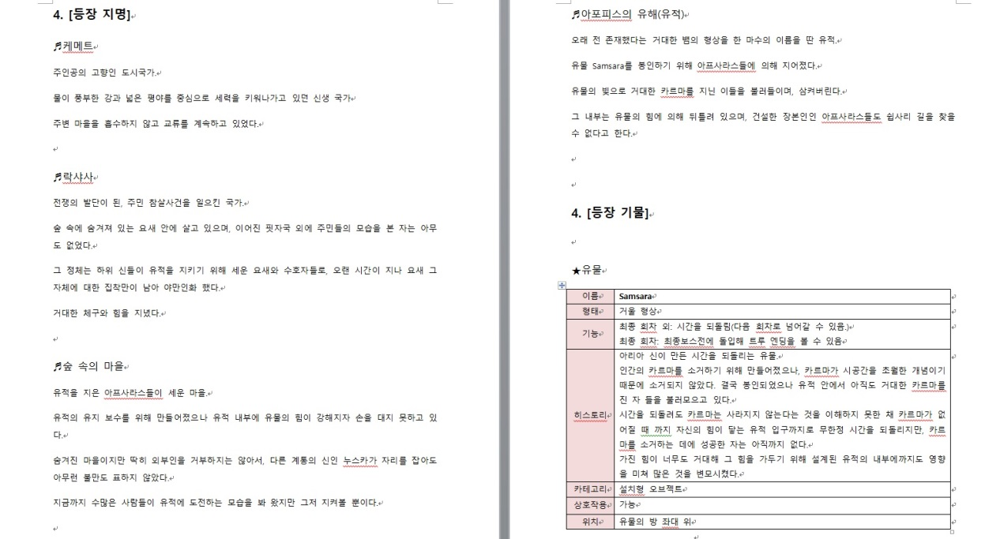 4. [등장 지명]
♬케메트
주인공의 고향인 도시국가.
물이 풍부한 강과 넓은 평야를 중심으로 세력을 키워나가고 있던 신생 국가
주변 마을을 흡수하지 않고 교류를 계속하고 있었다.
♬락샤사
전쟁의 발단이 된, 주민 참살사건을 일으킨 국가.
숲 속에 숨겨져 있는 요새 안에 살고 있으며, 이어진 핏자국 외에 주민들의 모습을 본 자는 아무
도 없었다.
그 정체는 하위 신들이 유적을 지키기 위해 세운 요새와 수호자들로, 오랜 시간이 지나 요새 그
자체에 대한 집착만이 남아 야만인화 했다.
거대한 체구와 힘을 지녔다.
♬숲 속의 마을
유적을 지은 아프사라스들이 세운 마을.
유적의 유지 보수를 위해 만들어졌으나 유적 내부에 유물의 힘이 강해지자 손을 대지 못하고 있
다.
숨겨진 마을이지만 딱히 외부인을 거부하지는 않아서, 다른 계통의 신인 누스카가 자리를 잡아도
아무런 불만도 표하지 않았다.
지금까지 수많은 사람들이 유적에 도전하는 모습을 봐 왔지만 그저 지켜볼 뿐이다.
♬아포피스의 유해(유적)
오래 전 존재했다는 거대한 뱀의 형상을 한 마수의 이름을 딴 유적.
유물 Samsara를 봉인하기 위해 아프사라스들에 의해 지어졌다.
유물의 빛으로 거대한 카르마를 지닌 이들을 불러들이며, 삼켜버린다.
그 내부는 유물의 힘에 의해 뒤틀려 있으며, 건설한 장본인인 아프사라스들도 쉽사리 길을 찾을
수 없다고 한다.
4. [등장 기물]
★유물
이름 Samsara
형태 거울 형상
기능 최종 회차 외: 시간을 되돌림(다음 회차로 넘어갈 수 있음.)
최종 회자: 최종보스전에 돌입해 트루 엔딩을 볼 수 있음
히스토리 아리아 신이 만든 시간을 되돌리는 유물.
인간의 카르마를 소거하기 위해 만들어졌으나, 카르마가 시공간을 초월한 개념이기
때문에 소거되지 않았다. 결국 봉인되었으나 유적 안에서 아직도 거대한 카르마를
진 자 들을 불러모으고 있다.
시간을 되돌려도 카르마는 사라지지 않는다는 것을 이해하지 못한 채 카르마가 없
어질 때 까지 자신의 힘이 닿는 유적 입구까지로 무한정 시간을 되돌리지만, 카르
마를 소거하는 데에 성공한 자는 아직까지 없다.
가진 힘이 너무도 거대해 그 힘을 가두기 위해 설계된 유적의 내부에까지도 영향
을 미쳐 많은 것을 변모시켰다.
카테고리 설치형 오브젝트
상호작용 가능
위치 유물의 방 좌대 위